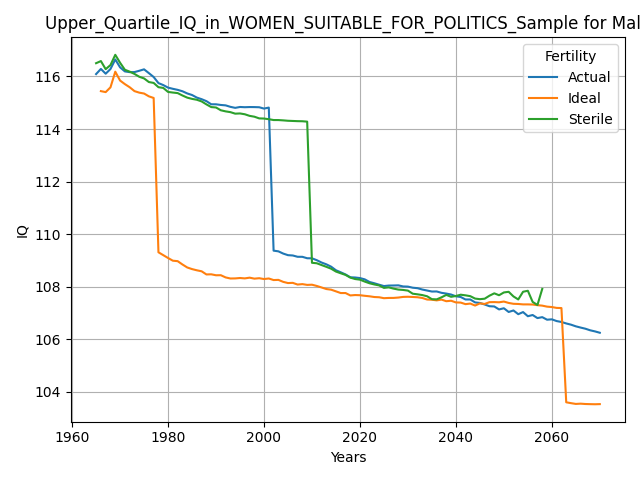 Upper_Quartile_IQ_in_WOMEN_SUITABLE_FOR_POLITICS_Sample for Mal
Fertility
Actual
Ideal
Sterile
116
114
112
110
108
106
104
IQ
1960
1980
2000
2020
2040
2060
Years